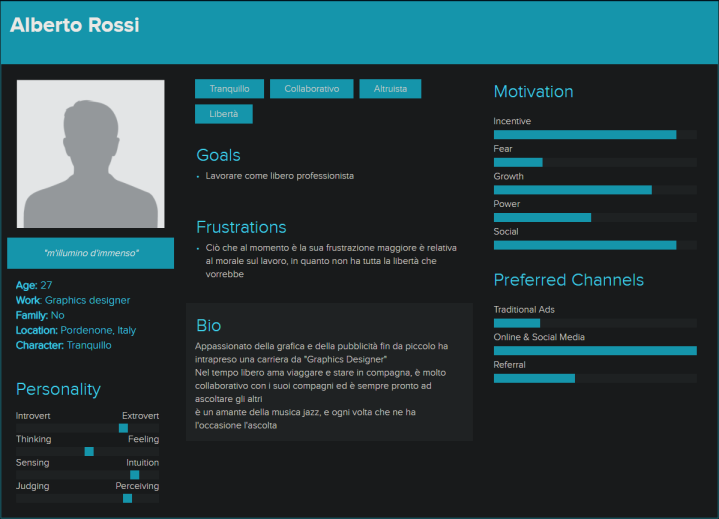 Alberto Rossi
"m'illumino d'immenso"
Age: 27
Work: Graphics designer
Family: No
Location: Pordenone, Italy
Character: Tranquillo
Personality
Introvert Extrovert
Thinking Feeling
Sensing Intuition
Judging Perceiving
Tranquillo Collaborativo Altruista
Libertà
Goals
• Lavorare come libero professionista
Frustrations
• Ciò che al momento è la sua frustrazione maggiore è relativa
al morale sul lavoro, in quanto non ha tutta la libertà che
vorrebbe
Bio
Appassionato della grafica e della pubblicità fin da piccolo ha
intrapreso una carriera da "Graphics Designer"
Nel tempo libero ama viaggare e stare in compagna, è molto
collaborativo con i suoi compagni ed è sempre pronto ad
ascoltare gli altri
è un amante della musica jazz, e ogni volta che ne ha
l'occasione l'ascolta
Motivation
Incentive
Fear
Growth
Power
Social
Preferred Channels
Traditional Ads
Online & Social Media
Referral